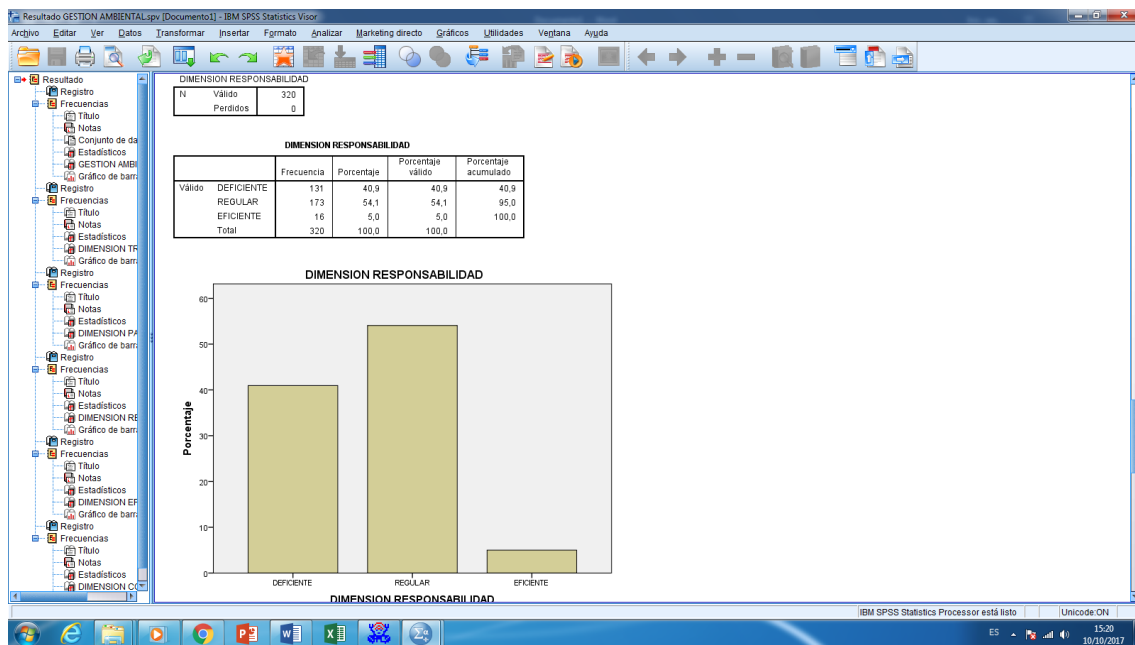 Resultado GESTION AMBIENTAL.spv [Documento1] - IBM SPSS Statistics Visor
Archivo Editar Ver Datos Transformar Insertar Formato Analizar Marketing directo Gráficos Utilidades Ventana Ayuda
Resultado
Registro
Frecuencias
Título
Notas
Conjunto de da
Estadísticos
GESTION AMBI
Gráfico de barra
Registro
Frecuencias
Título
Notas
Estadísticos
DIMENSION TR
Gráfico de barra
Registro
Frecuencias
Título
Notas
Estadísticos
DIMENSION PA
Gráfico de barra
Registro
Frecuencias
Título
Notas
Estadísticos
DIMENSION RE
Gráfico de barra
Registro
Frecuencias
Título
Notas
Estadísticos
DIMENSION EF
Gráfico de barra
Registro
Frecuencias
Título
Notas
Estadísticos
DIMENSION CO
DIMENSION RESPONSABILIDAD
N Válido 320
Perdidos 0
DIMENSION RESPONSABILIDAD
Frecuencia Porcentaje Porcentaje válido Porcentaje acumulado
Válido DEFICIENTE 131 40,9 40,9 40,9
REGULAR 173 54,1 54,1 95,0
EFICIENTE 16 5,0 5,0 100,0
Total 320 100,0 100,0
DIMENSION RESPONSABILIDAD
Porcentaje
60
50
40
30
20
10
0
DEFICIENTE REGULAR EFICIENTE
DIMENSION RESPONSABILIDAD
IBM SPSS Statistics Processor está listo Unicode:ON
ES 15:20
10/10/2017